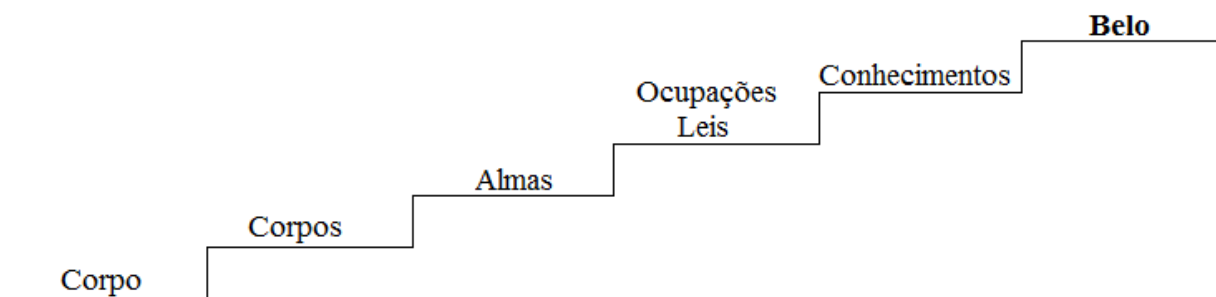 Belo
Conhecimentos
Ocupações
Leis
Almas
Corpos
Corpo